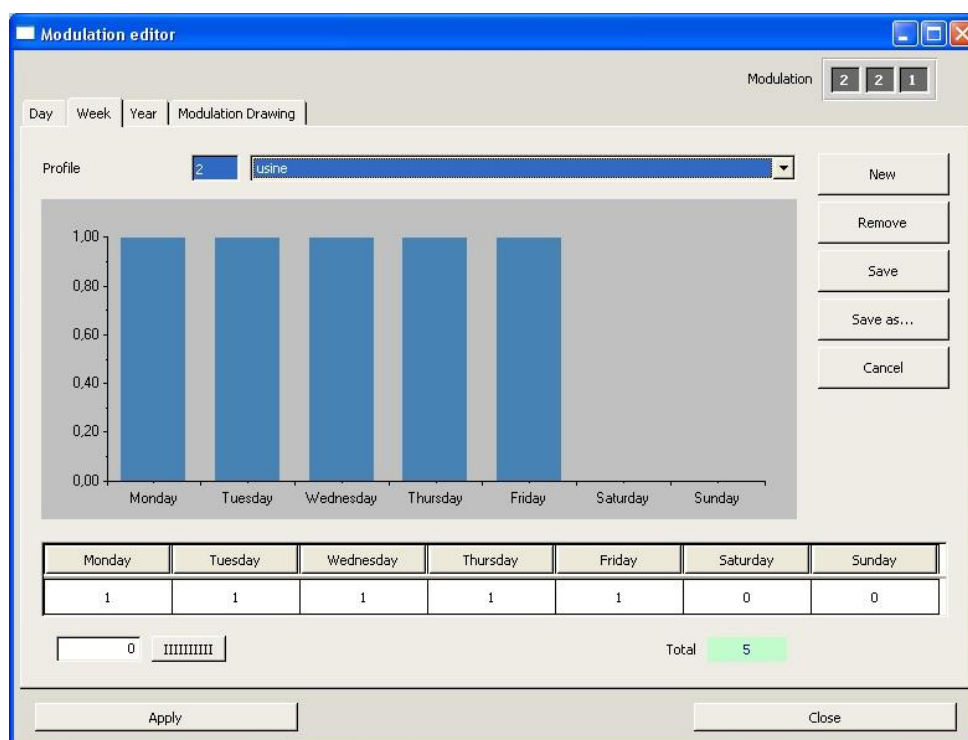 Modulation editor
Modulation 2 2 1
Day Week Year Modulation Drawing
Profile 2 usine
New
Remove
Save
Save as...
Cancel
1,00
0,80
0,60
0,40
0,20
0,00
Monday Tuesday Wednesday Thursday Friday Saturday Sunday
Monday Tuesday Wednesday Thursday Friday Saturday Sunday
1 1 1 1 1 0 0
0 IIIIIIIIII Total 5
Apply Close